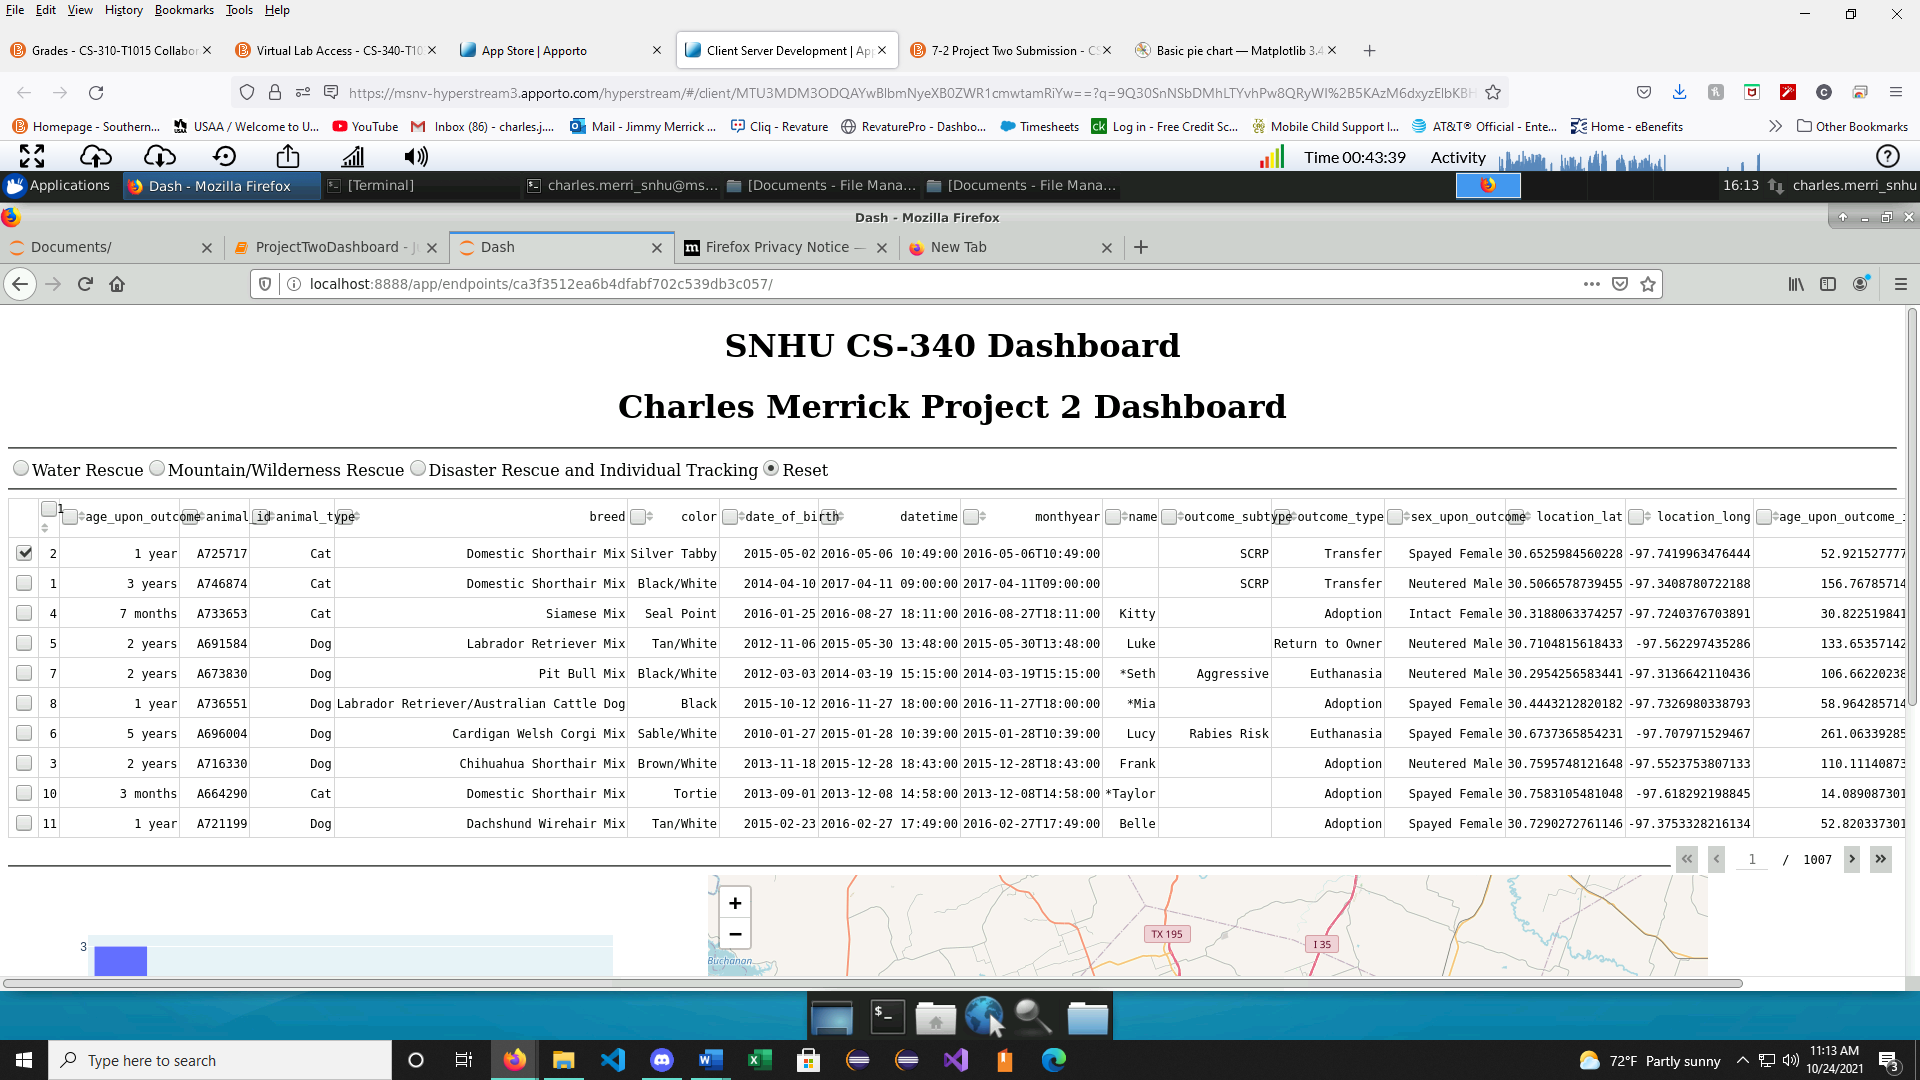 File Edit View History Bookmarks Tools Help
Grades - CS-310-T1015 Collabor
Virtual Lab Access - CS-340-T10
App Store | Apporto
Client Server Development | App
7-2 Project Two Submission - CS
Basic pie chart — Matplotlib 3.4
https://msnv-hyperstream3.apporto.com/hyperstream/#/client/
Homepage - Southern... USAA / Welcome to U... YouTube Inbox (86) - charles.j.... Mail - Jimmy Merrick ... Cliq - Revature RevaturePro - Dashbo... Timesheets Log in - Free Credit Sc... Mobile Child Support I... AT&T® Official - Ente... Home - eBenefits Other Bookmarks
Time 00:43:39 Activity
Applications Dash - Mozilla Firefox [Terminal] charles.merri_snhu@ms... [Documents - File Mana... [Documents - File Mana... 16:13 charles.merri_snhu
Dash - Mozilla Firefox
Documents/ ProjectTwoDashboard - Dash Firefox Privacy Notice — New Tab
localhost:8888/app/endpoints/ca3f3512ea6b4dfabf702c539db3c057/
SNHU CS-340 Dashboard
Charles Merrick Project 2 Dashboard
Water Rescue Mountain/Wilderness Rescue Disaster Rescue and Individual Tracking Reset
1 age_upon_outcome animal_id animal_type breed color date_of_birth datetime monthyear name outcome_subtype outcome_type sex_upon_outcome location_lat location_long age_upon_outcome_i
2 1 year A725717 Cat Domestic Shorthair Mix Silver Tabby 2015-05-02 2016-05-06 10:49:00 2016-05-06T10:49:00 SCRP Transfer Spayed Female 30.6525984560228 -97.7419963476444 52.921527777
1 3 years A746874 Cat Domestic Shorthair Mix Black/White 2014-04-10 2017-04-11 09:00:00 2017-04-11T09:00:00 SCRP Transfer Neutered Male 30.5066578739455 -97.3408780722188 156.76785714
4 7 months A733653 Cat Siamese Mix Seal Point 2016-01-25 2016-08-27 18:11:00 2016-08-27T18:11:00 Kitty Adoption Intact Female 30.3188063374257 -97.7240376703891 30.822519841
5 2 years A691584 Dog Labrador Retriever Mix Tan/White 2012-11-06 2015-05-30 13:48:00 2015-05-30T13:48:00 Luke Return to Owner Neutered Male 30.7104815618433 -97.562297435286 133.65357142
7 2 years A673830 Dog Pit Bull Mix Black/White 2012-03-03 2014-03-19 15:15:00 2014-03-19T15:15:00 *Seth Aggressive Euthanasia Neutered Male 30.2954256583441 -97.3136642110436 106.66220238
8 1 year A736551 Dog Labrador Retriever/Australian Cattle Dog Black 2015-10-12 2016-11-27 18:00:00 2016-11-27T18:00:00 *Mia Adoption Spayed Female 30.4443212820182 -97.7326980338793 58.964285714
6 5 years A696004 Dog Cardigan Welsh Corgi Mix Sable/White 2010-01-27 2015-01-28 10:39:00 2015-01-28T10:39:00 Lucy Rabies Risk Euthanasia Spayed Female 30.6737365854231 -97.707971529467 261.06339285
3 2 years A716330 Dog Chihuahua Shorthair Mix Brown/White 2013-11-18 2015-12-28 18:43:00 2015-12-28T18:43:00 Frank Adoption Neutered Male 30.7595748121648 -97.5523753807133 110.11140873
10 3 months A664290 Cat Domestic Shorthair Mix Tortie 2013-09-01 2013-12-08 14:58:00 2013-12-08T14:58:00 *Taylor Adoption Spayed Female 30.7583105481048 -97.618292198845 14.089087301
11 1 year A721199 Dog Dachshund Wirehair Mix Tan/White 2015-02-23 2016-02-27 17:49:00 2016-02-27T17:49:00 Belle Adoption Spayed Female 30.7290272761146 -97.3753328216134 52.820337301
1 / 1007
3
+
−
TX 195
I 35
Buchanan
Type here to search
72°F Partly sunny
11:13 AM
10/24/2021
3